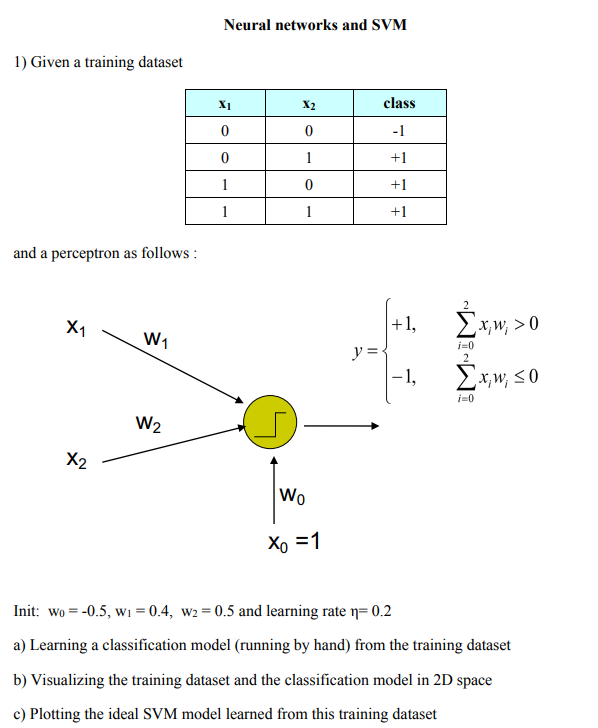 Neural networks and SVM
1) Given a training dataset
x₁ x₂ class
0 0 -1
0 1 +1
1 0 +1
1 1 +1
and a perceptron as follows :
X₁
W₁
W₂
X₂
W₀
X₀ =1
y = { +1, ∑_{i=0}^{2} xᵢwᵢ > 0
−1, ∑_{i=0}^{2} xᵢwᵢ ≤ 0
Init: w₀ = -0.5, w₁ = 0.4, w₂ = 0.5 and learning rate η= 0.2
a) Learning a classification model (running by hand) from the training dataset
b) Visualizing the training dataset and the classification model in 2D space
c) Plotting the ideal SVM model learned from this training dataset